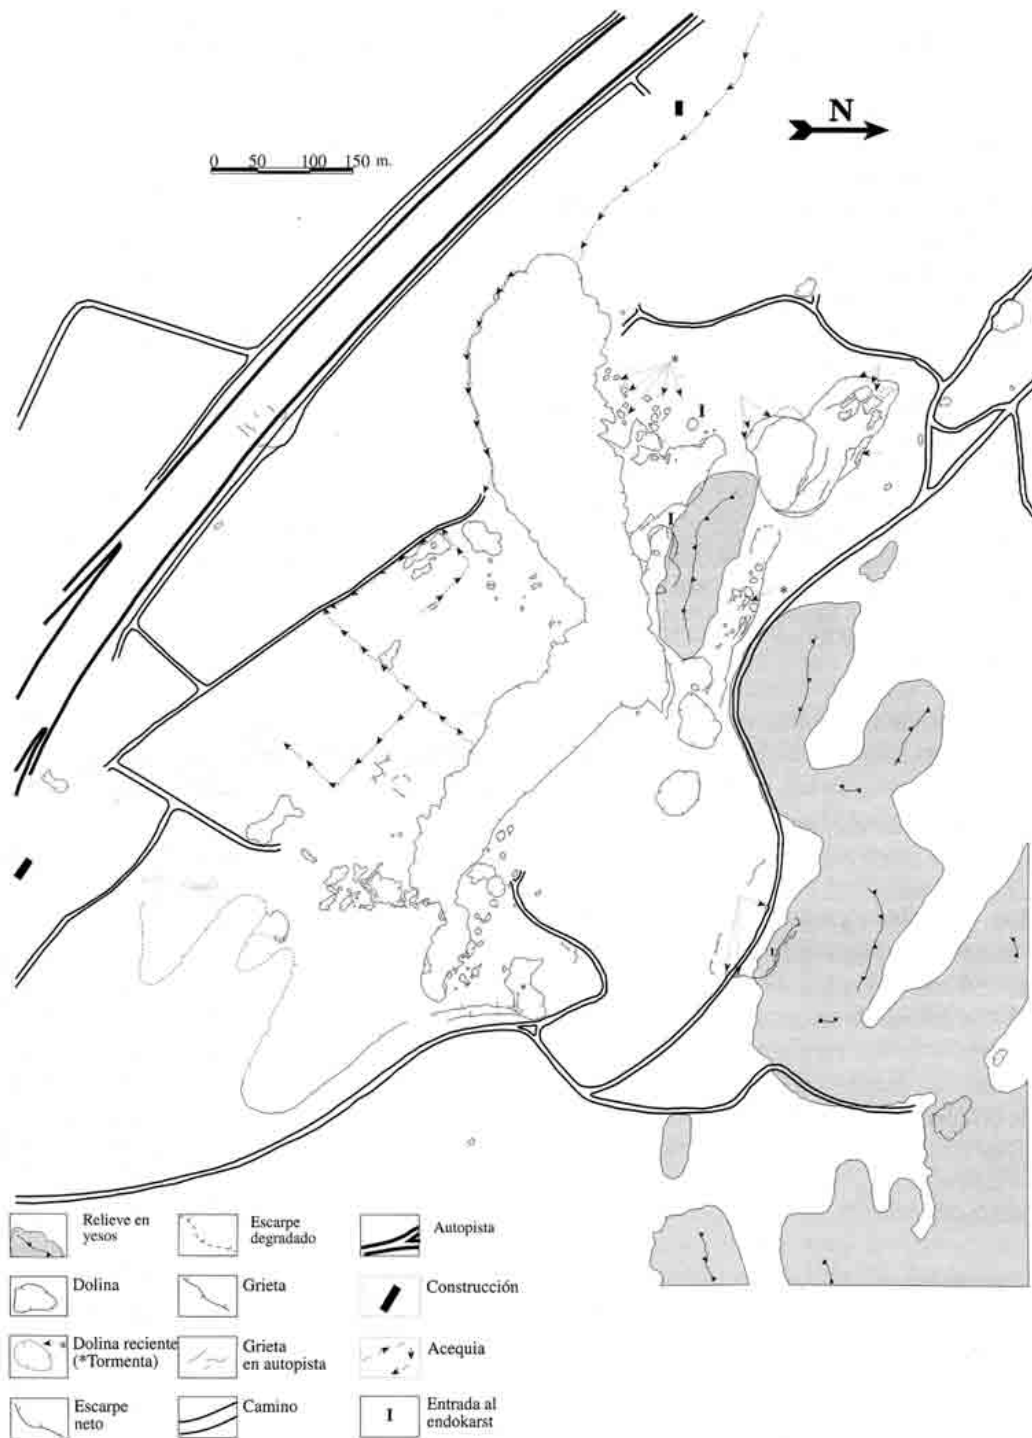 N
0 50 100 150 m.
*
I
I
*
I
Relieve en
yesos
Escarpe
degradado
Autopista
Dolina
Grieta
Construcción
Dolina reciente
(*Tormenta)
*
Grieta
en autopista
Acequia
Escarpe
neto
Camino
I
Entrada al
endokarst